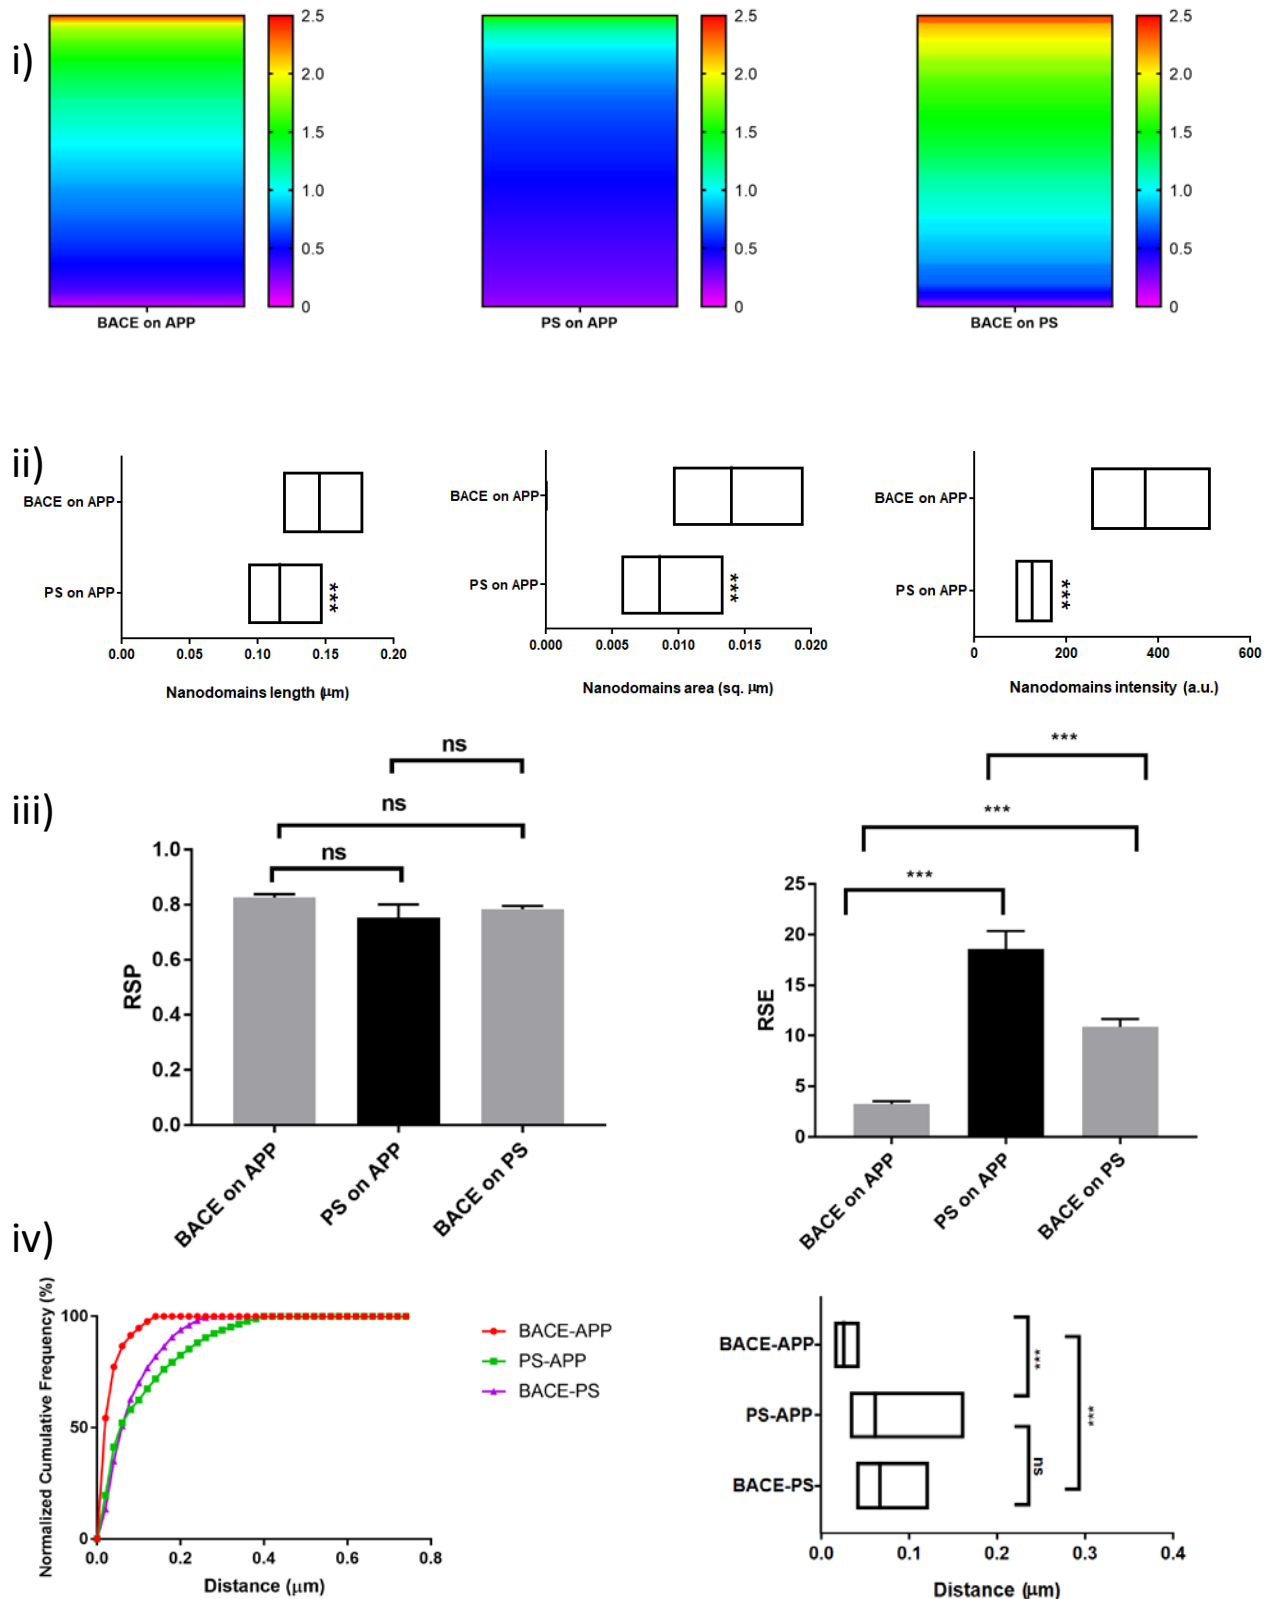 i)
2.5
2.0
1.5
1.0
0.5
0
BACE on APP
2.5
2.0
1.5
1.0
0.5
0
PS on APP
2.5
2.0
1.5
1.0
0.5
0
BACE on PS
ii)
BACE on APP
PS on APP
***
0.00 0.05 0.10 0.15 0.20
Nanodomains length (μm)
BACE on APP
PS on APP
***
0.000 0.005 0.010 0.015 0.020
Nanodomains area (sq. μm)
BACE on APP
PS on APP
***
0 200 400 600
Nanodomains intensity (a.u.)
iii)
ns
ns
ns
RSP
1.0
0.8
0.6
0.4
0.2
0.0
BACE on APP
PS on APP
BACE on PS
***
***
***
RSE
25
20
15
10
5
0
BACE on APP
PS on APP
BACE on PS
iv)
Normalized Cumulative Frequency (%)
100
50
0
0.0 0.2 0.4 0.6 0.8
Distance (μm)
BACE-APP
PS-APP
BACE-PS
BACE-APP
PS-APP
BACE-PS
***
ns
***
0.0 0.1 0.2 0.3 0.4
Distance (μm)